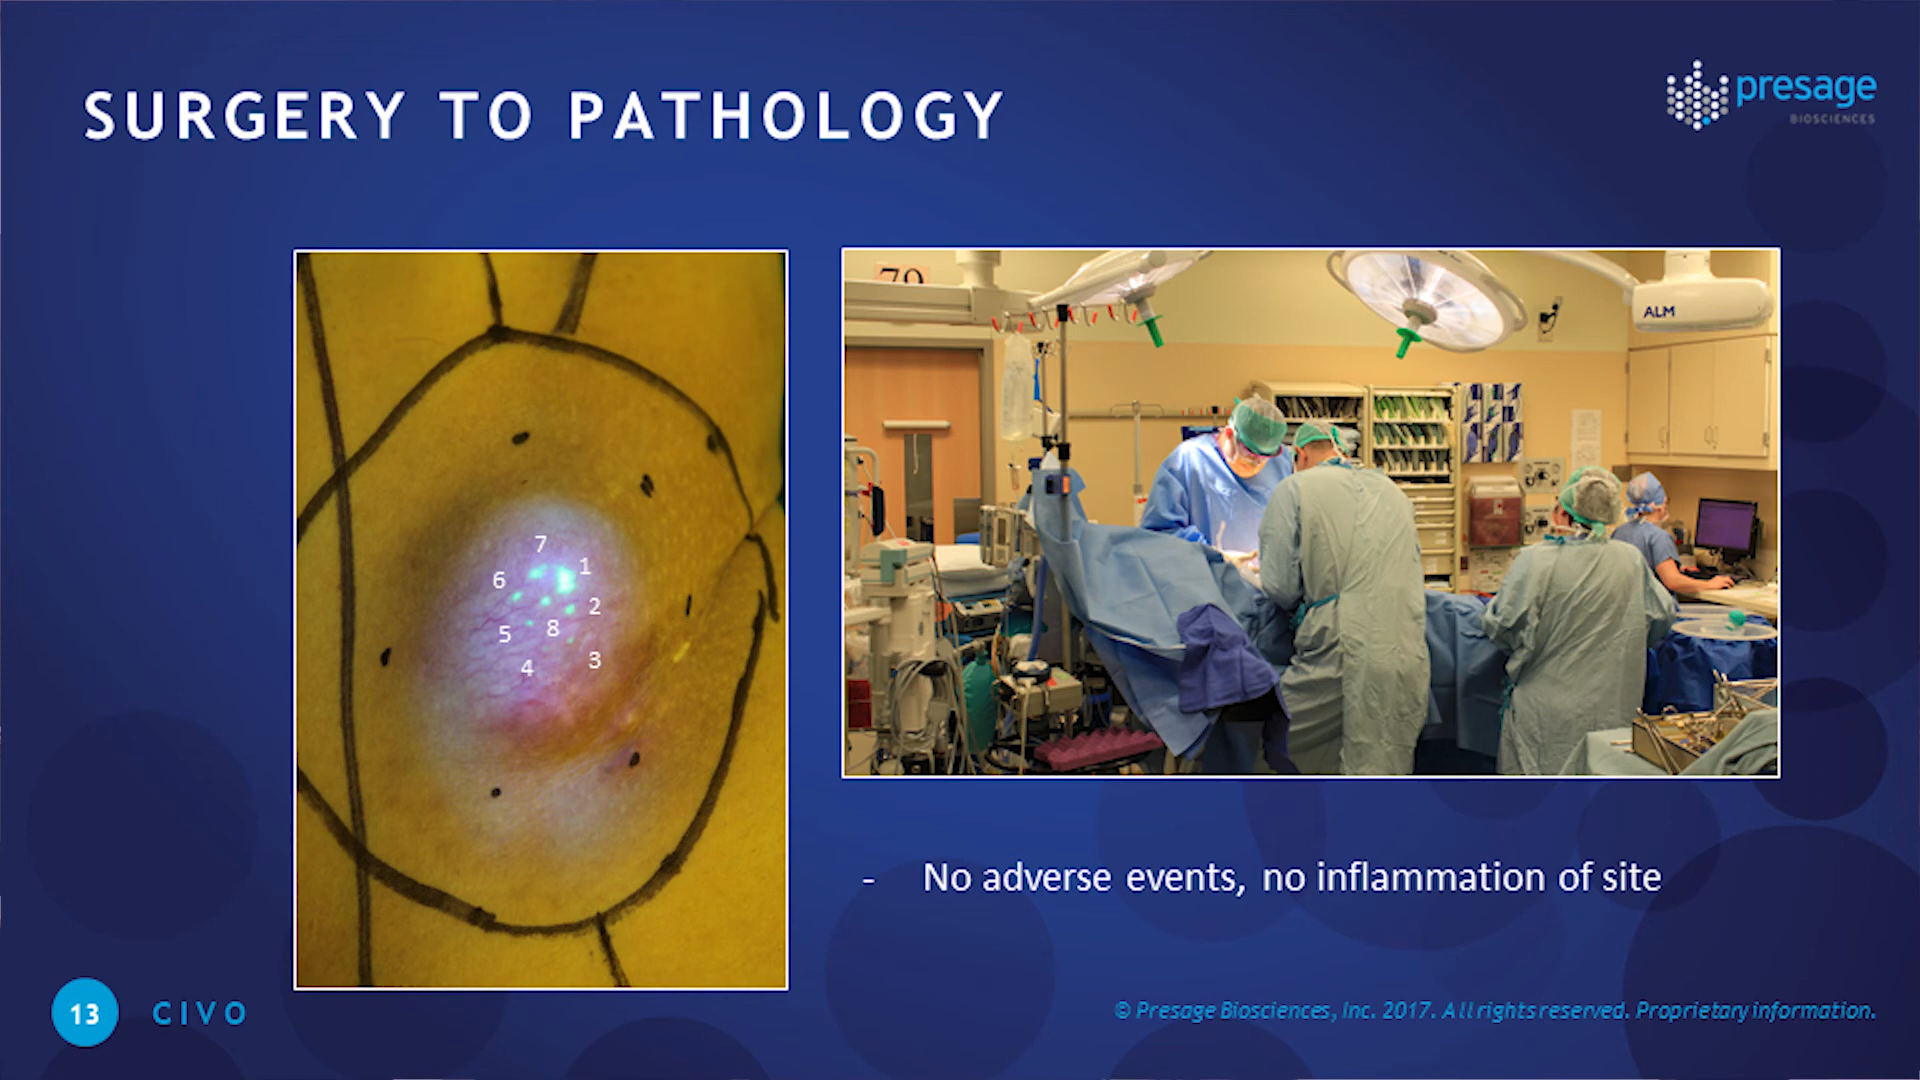 SURGERY TO PATHOLOGY
presage
BIOSCIENCES
79
ALM
7
1
6
2
5
8
4
3
- No adverse events, no inflammation of site
13
CIVO
© Presage Biosciences, Inc. 2017. All rights reserved. Proprietary information.